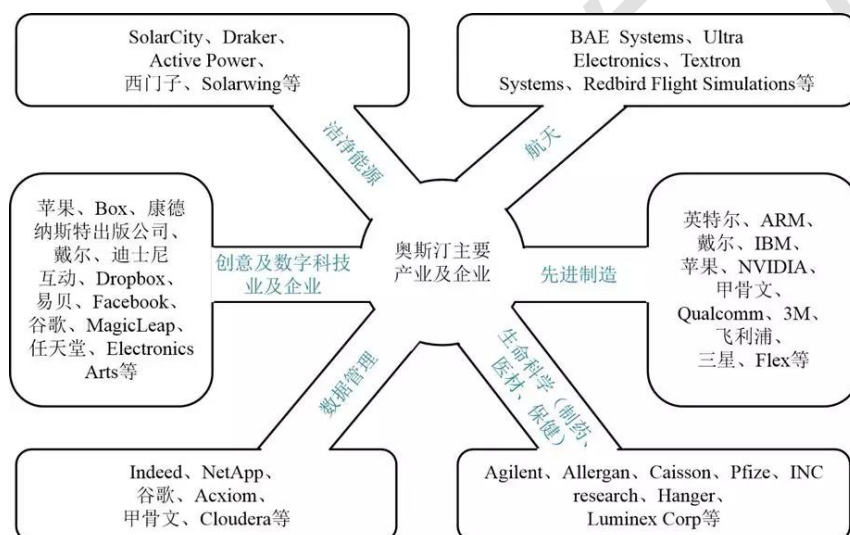 SolarCity、Draker、
Active Power、
西门子、Solarwing等
BAE Systems、Ultra
Electronics、Textron
Systems、Redbird Flight Simulations等
洁净能源
航天
苹果、Box、康德
纳斯特出版公司、
戴尔、迪士尼
互动、Dropbox、
易贝、Facebook、
谷歌、MagicLeap、
任天堂、Electronics
Arts等
创意及数字科技
业及企业
奥斯汀主要
产业及企业
先进制造
英特尔、ARM、
戴尔、IBM、
苹果、NVIDIA、
甲骨文、
Qualcomm、3M、
飞利浦、
三星、Flex等
数据管理
生命科学（制药、
医材、保健）
Indeed、NetApp、
谷歌、Acxiom、
甲骨文、Cloudera等
Agilent、Allergan、Caisson、Pfize、INC
research、Hanger、
Luminex Corp等